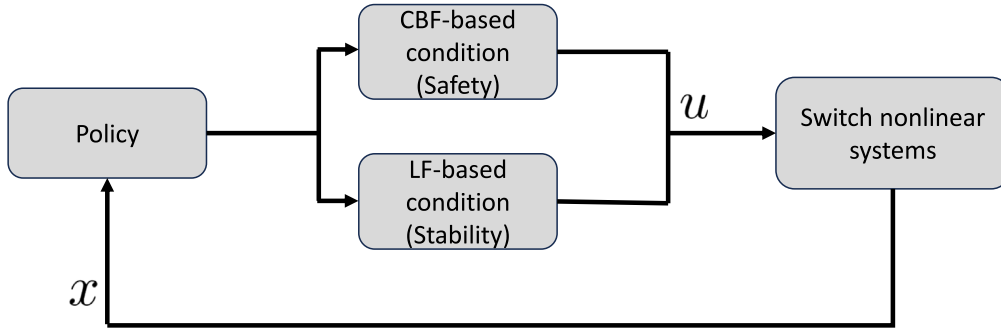 CBF-based
condition
(Safety)
Policy
u
Switch nonlinear
systems
LF-based
condition
(Stability)
x